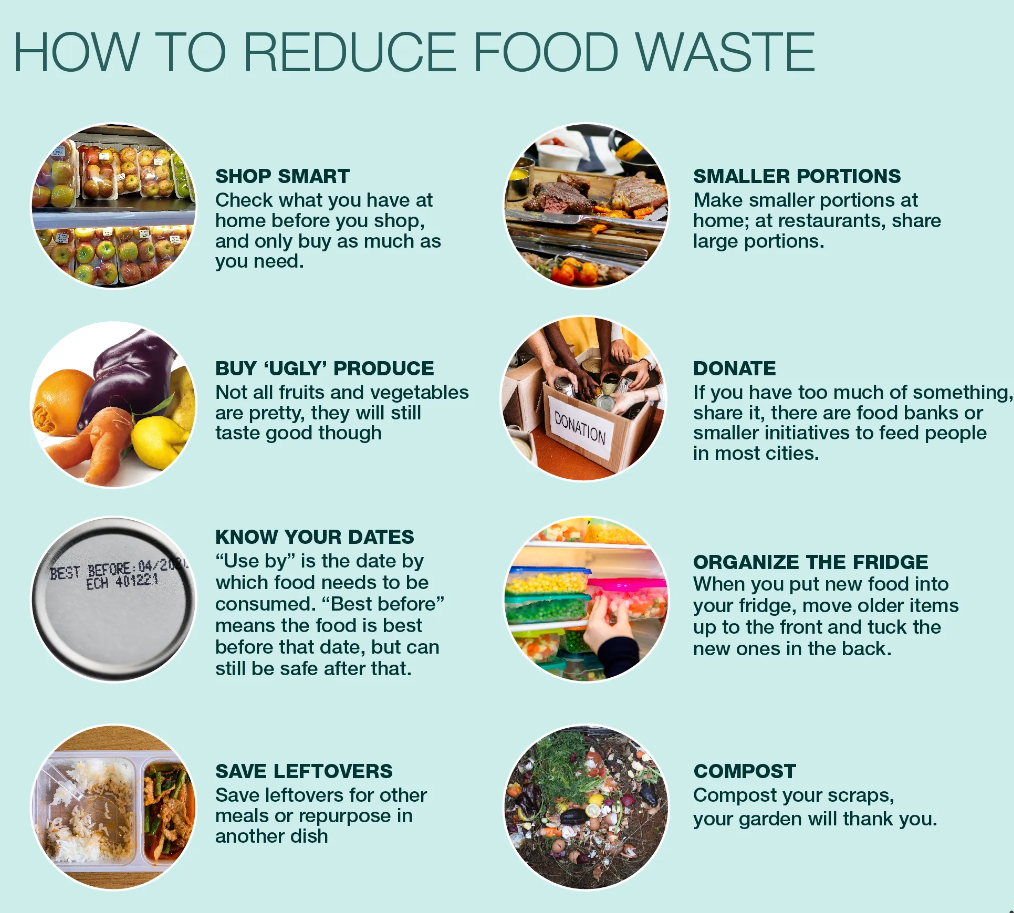 HOW TO REDUCE FOOD WASTE
SHOP SMART
Check what you have at
home before you shop,
and only buy as much as
you need.
SMALLER PORTIONS
Make smaller portions at
home; at restaurants, share
large portions.
BUY ‘UGLY’ PRODUCE
Not all fruits and vegetables
are pretty, they will still
taste good though
DONATION
DONATE
If you have too much of something,
share it, there are food banks or
smaller initiatives to feed people
in most cities.
BEST BEFORE:04/20
ECH 401221
KNOW YOUR DATES
“Use by” is the date by
which food needs to be
consumed. “Best before”
means the food is best
before that date, but can
still be safe after that.
ORGANIZE THE FRIDGE
When you put new food into
your fridge, move older items
up to the front and tuck the
new ones in the back.
SAVE LEFTOVERS
Save leftovers for other
meals or repurpose in
another dish
COMPOST
Compost your scraps,
your garden will thank you.